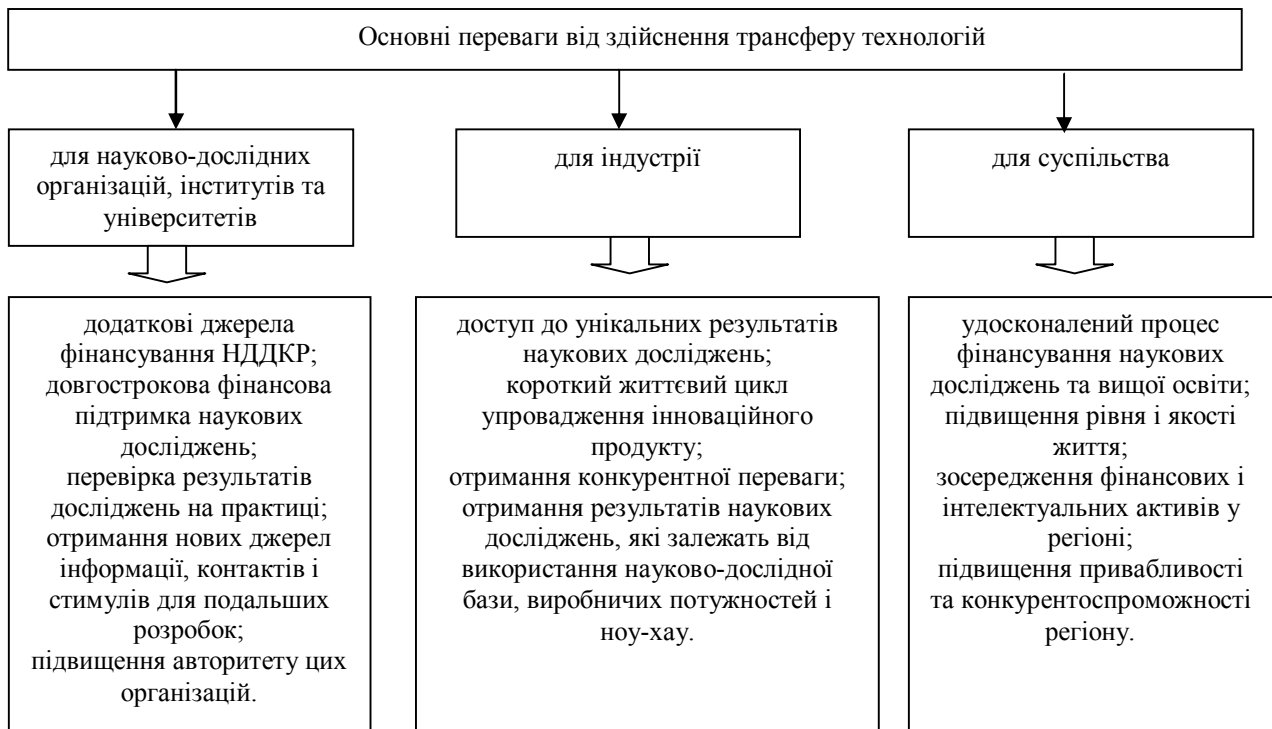 Основні переваги від здійснення трансферу технологій
для науково-дослідних
організацій, інститутів та
університетів
для індустрії
для суспільства
додаткові джерела
фінансування НДДКР;
довгострокова фінансова
підтримка наукових
досліджень;
перевірка результатів
досліджень на практиці;
отримання нових джерел
інформації, контактів і
стимулів для подальших
розробок;
підвищення авторитету цих
організацій.
доступ до унікальних результатів
наукових досліджень;
короткий життєвий цикл
упровадження інноваційного
продукту;
отримання конкурентної переваги;
отримання результатів наукових
досліджень, які залежать від
використання науково-дослідної
бази, виробничих потужностей і
ноу-хау.
удосконалений процес
фінансування наукових
досліджень та вищої освіти;
підвищення рівня і якості
життя;
зосередження фінансових і
інтелектуальних активів у
регіоні;
підвищення привабливості
та конкурентоспроможності
регіону.